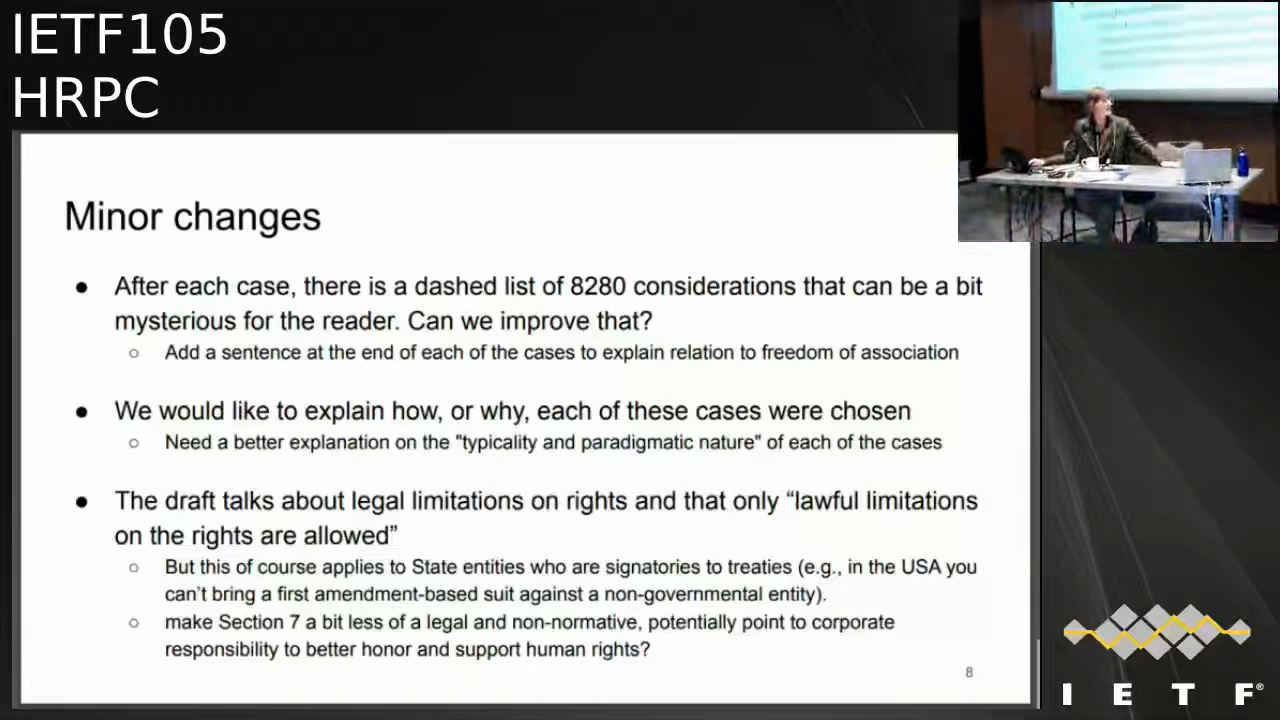 IETF105
HRPC
Minor changes
● After each case, there is a dashed list of 8280 considerations that can be a bit
mysterious for the reader. Can we improve that?
○ Add a sentence at the end of each of the cases to explain relation to freedom of association
● We would like to explain how, or why, each of these cases were chosen
○ Need a better explanation on the "typicality and paradigmatic nature" of each of the cases
● The draft talks about legal limitations on rights and that only “lawful limitations
on the rights are allowed”
○ But this of course applies to State entities who are signatories to treaties (e.g., in the USA you
can’t bring a first amendment-based suit against a non-governmental entity).
○ make Section 7 a bit less of a legal and non-normative, potentially point to corporate
responsibility to better honor and support human rights?
8
I E T F®